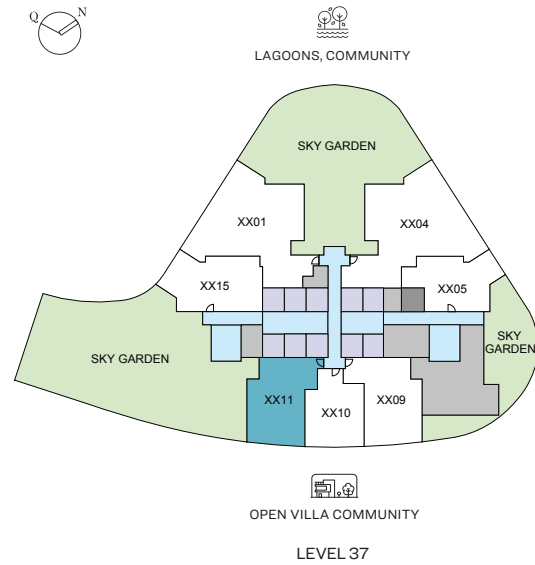 Q N
LAGOONS, COMMUNITY
SKY GARDEN
XX01
XX04
XX15
XX05
SKY GARDEN
SKY
GARDEN
XX11
XX10
XX09
OPEN VILLA COMMUNITY
LEVEL 37